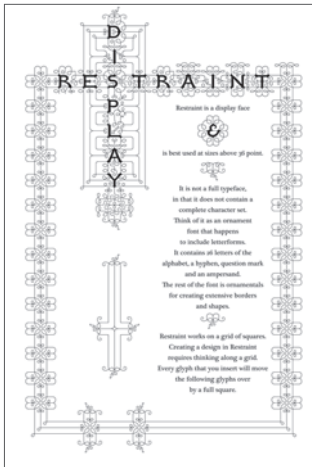 DISPLAY
RESTRAINT
Restraint is a display face
&
is best used at sizes above 36 point.
It is not a full typeface,
in that it does not contain a
complete character set.
Think of it as an ornament
font that happens
to include letterforms.
It contains 26 letters of the
alphabet, a hyphen, question mark
and an ampersand.
The rest of the font is ornamentals
for creating extensive borders
and shapes.
Restraint works on a grid of squares.
Creating a design in Restraint
requires thinking along a grid.
Every glyph that you insert will move
the following glyphs over
by a full square.